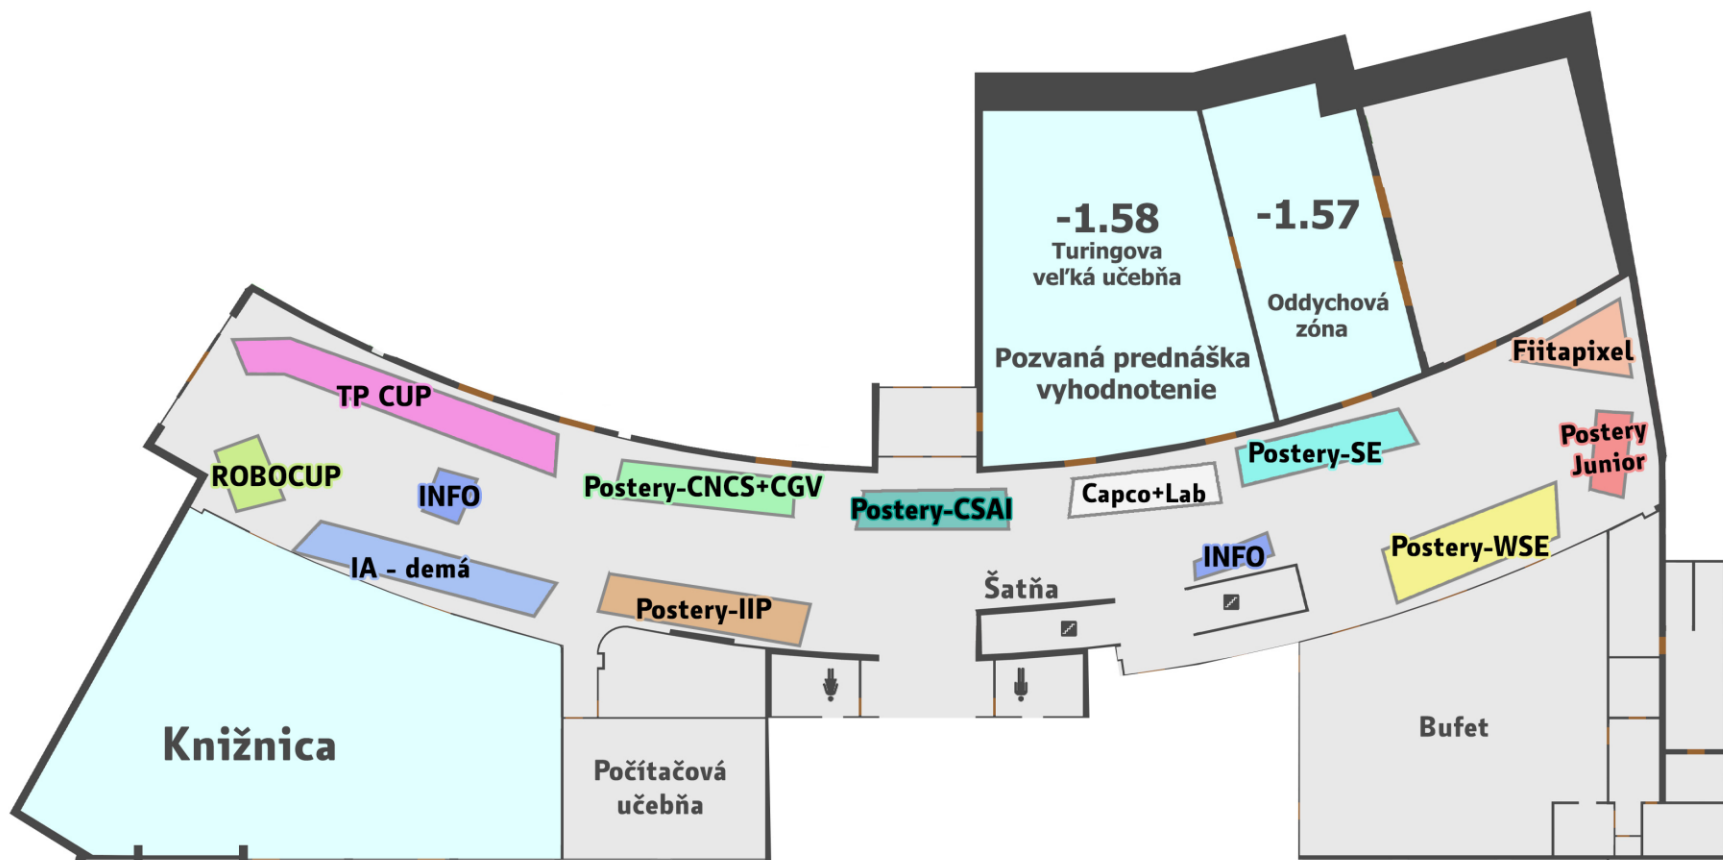 -1.58
Turingova
veľká učebňa
Pozvaná prednáška
vyhodnotenie
-1.57
Oddychová
zóna
Fiitapixel
TP CUP
Postery
Junior
Postery-SE
ROBOCUP
INFO
Postery-CNCS+CGV
Postery-CSAI
Capco+Lab
INFO
Postery-WSE
IA - demá
Postery-IIP
Šatňa
Knižnica
Počítačová
učebňa
Bufet